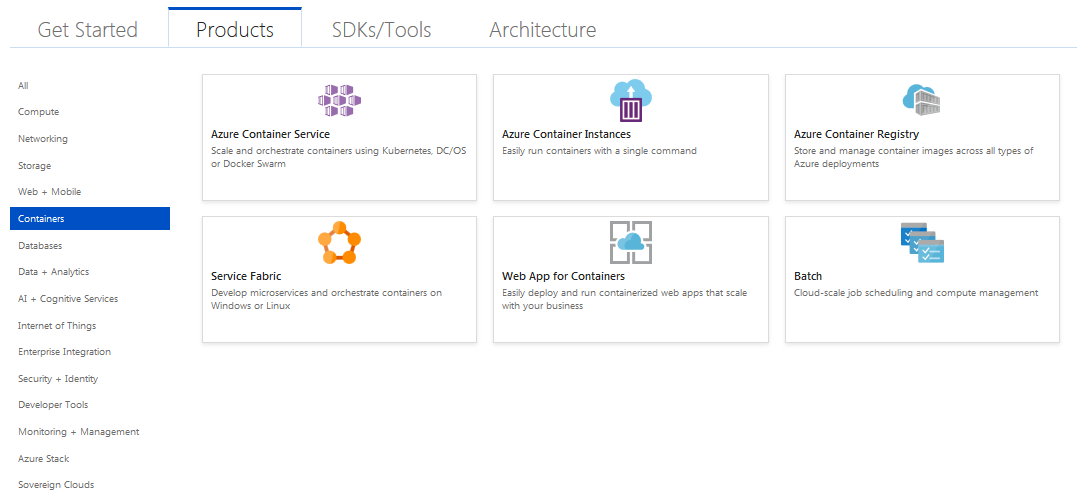 Get Started
Products
SDKs/Tools
Architecture
All
Compute
Networking
Storage
Web + Mobile
Containers
Databases
Data + Analytics
AI + Cognitive Services
Internet of Things
Enterprise Integration
Security + Identity
Developer Tools
Monitoring + Management
Azure Stack
Sovereign Clouds
Azure Container Service
Scale and orchestrate containers using Kubernetes, DC/OS
or Docker Swarm
Azure Container Instances
Easily run containers with a single command
Azure Container Registry
Store and manage container images across all types of
Azure deployments
Service Fabric
Develop microservices and orchestrate containers on
Windows or Linux
Web App for Containers
Easily deploy and run containerized web apps that scale
with your business
Batch
Cloud-scale job scheduling and compute management